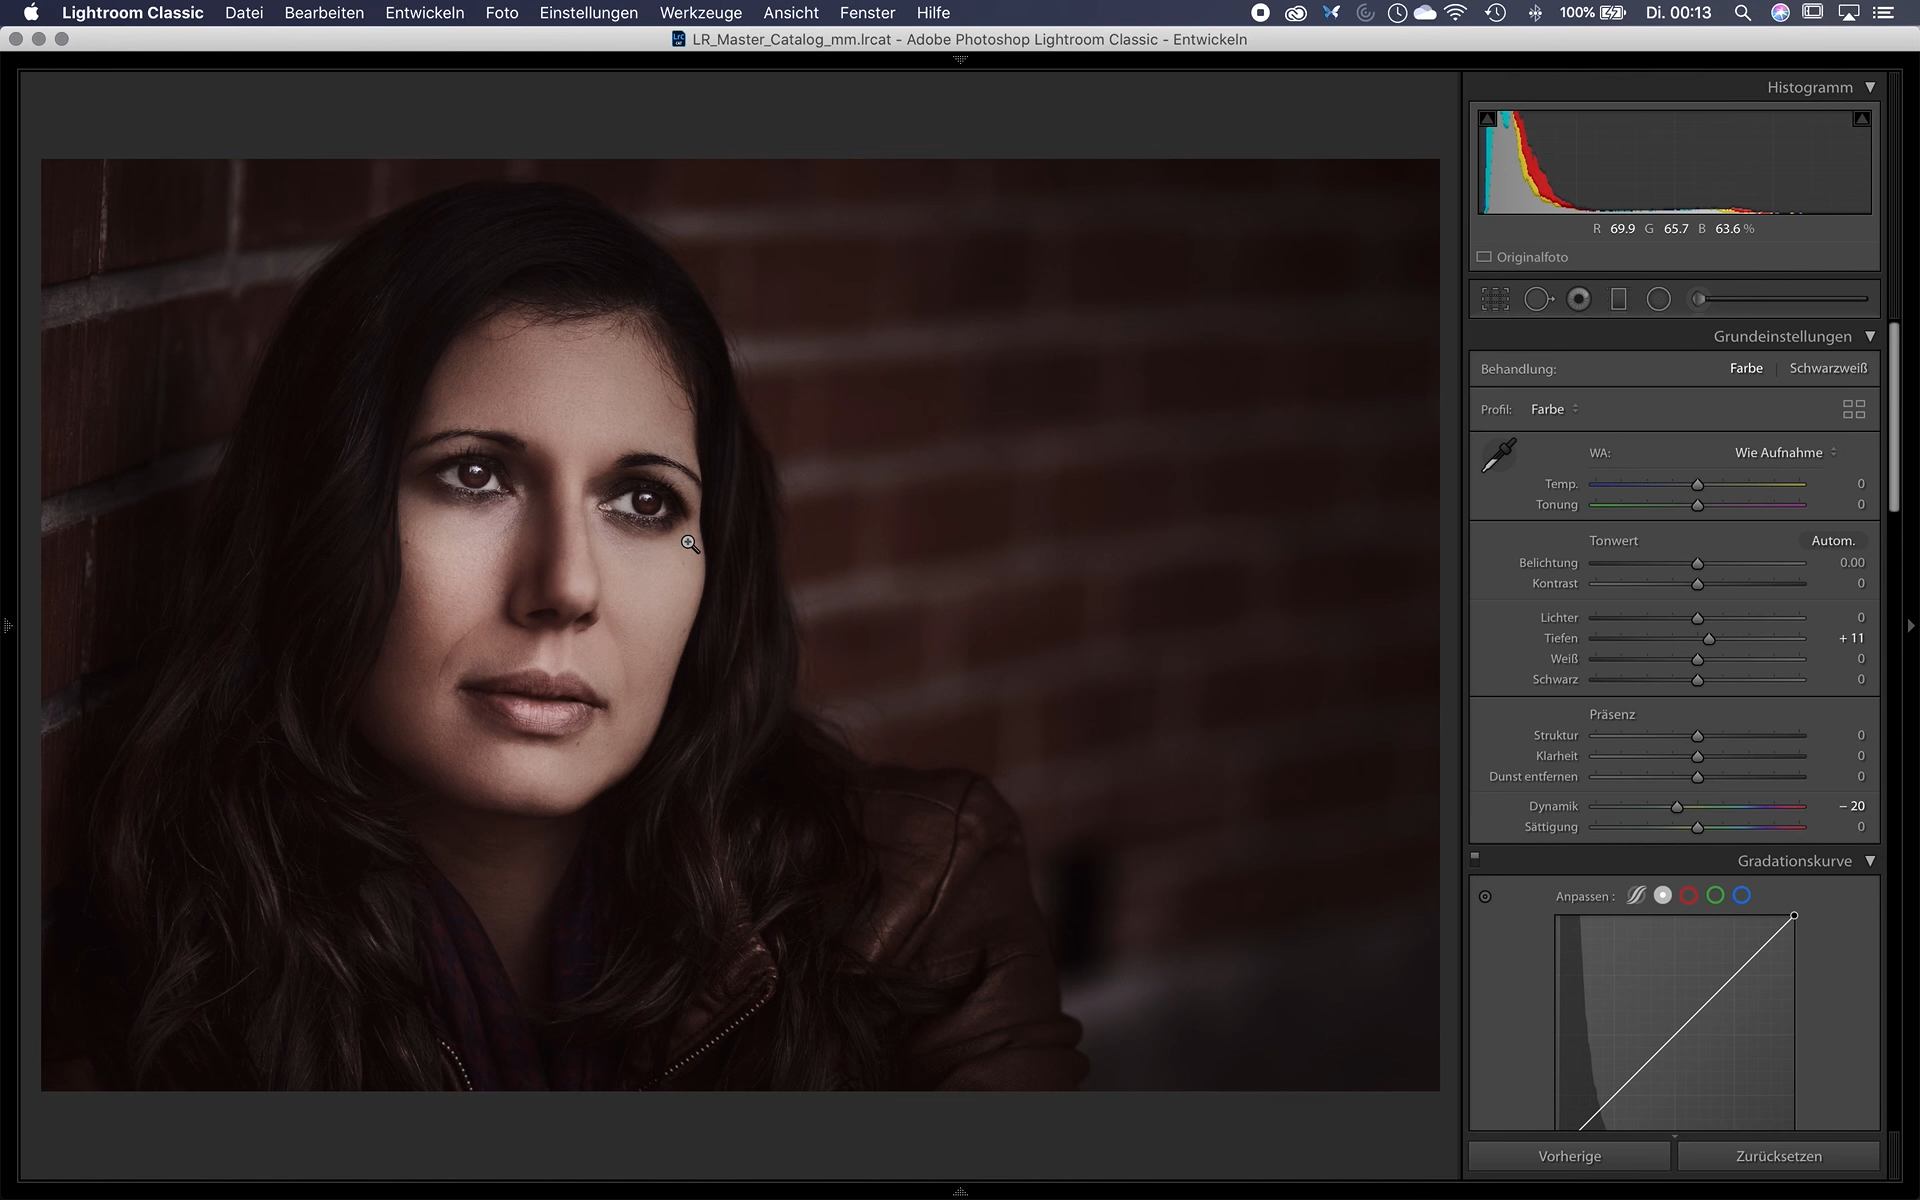 Lightroom Classic Datei Bearbeiten Entwickeln Foto Einstellungen Werkzeuge Ansicht Fenster Hilfe 100% Di. 00:13
LR_Master_Catalog_mm.lrcat - Adobe Photoshop Lightroom Classic - Entwickeln
Histogramm
R 69.9 G 65.7 B 63.6 %
Originalfoto
Grundeinstellungen
Behandlung: Farbe Schwarzweiß
Profil: Farbe
WA: Wie Aufnahme
Temp. 0
Tonung 0
Tonwert Autom.
Belichtung 0.00
Kontrast 0
Lichter 0
Tiefen + 11
Weiß 0
Schwarz 0
Präsenz
Struktur 0
Klarheit 0
Dunst entfernen 0
Dynamik – 20
Sättigung 0
Gradationskurve
Anpassen :
Vorherige Zurücksetzen